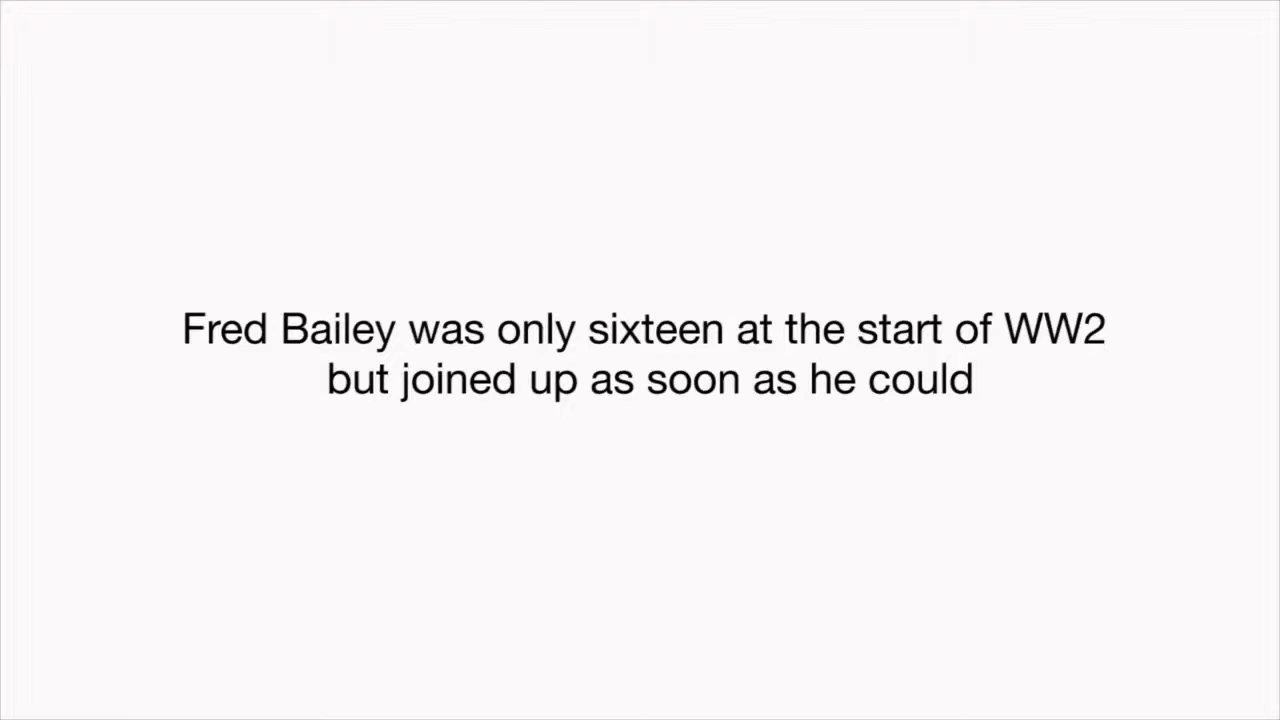 Fred Bailey was only sixteen at the start of WW2
but joined up as soon as he could